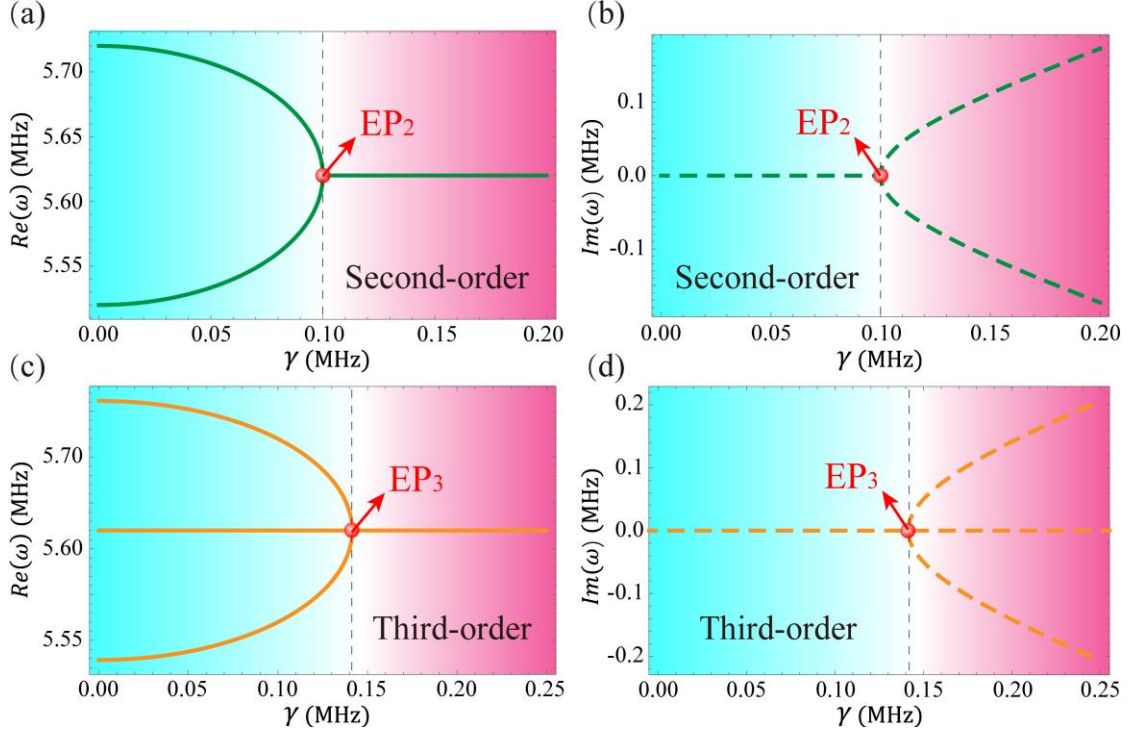 (a)
5.70
5.65
5.60
5.55
Re(ω) (MHz)
EP2
Second-order
0.00 0.05 0.10 0.15 0.20
γ (MHz)
(b)
0.1
0.0
-0.1
Im(ω) (MHz)
EP2
Second-order
0.00 0.05 0.10 0.15 0.20
γ (MHz)
(c)
5.70
5.60
5.55
Re(ω) (MHz)
EP3
Third-order
0.00 0.05 0.10 0.15 0.20 0.25
γ (MHz)
(d)
0.2
0.1
0.0
-0.1
-0.2
Im(ω) (MHz)
EP3
Third-order
0.00 0.05 0.10 0.15 0.20 0.25
γ (MHz)